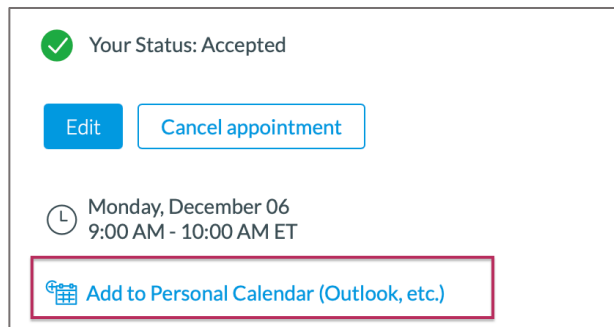 Your Status: Accepted
Edit
Cancel appointment
Monday, December 06
9:00 AM - 10:00 AM ET
Add to Personal Calendar (Outlook, etc.)